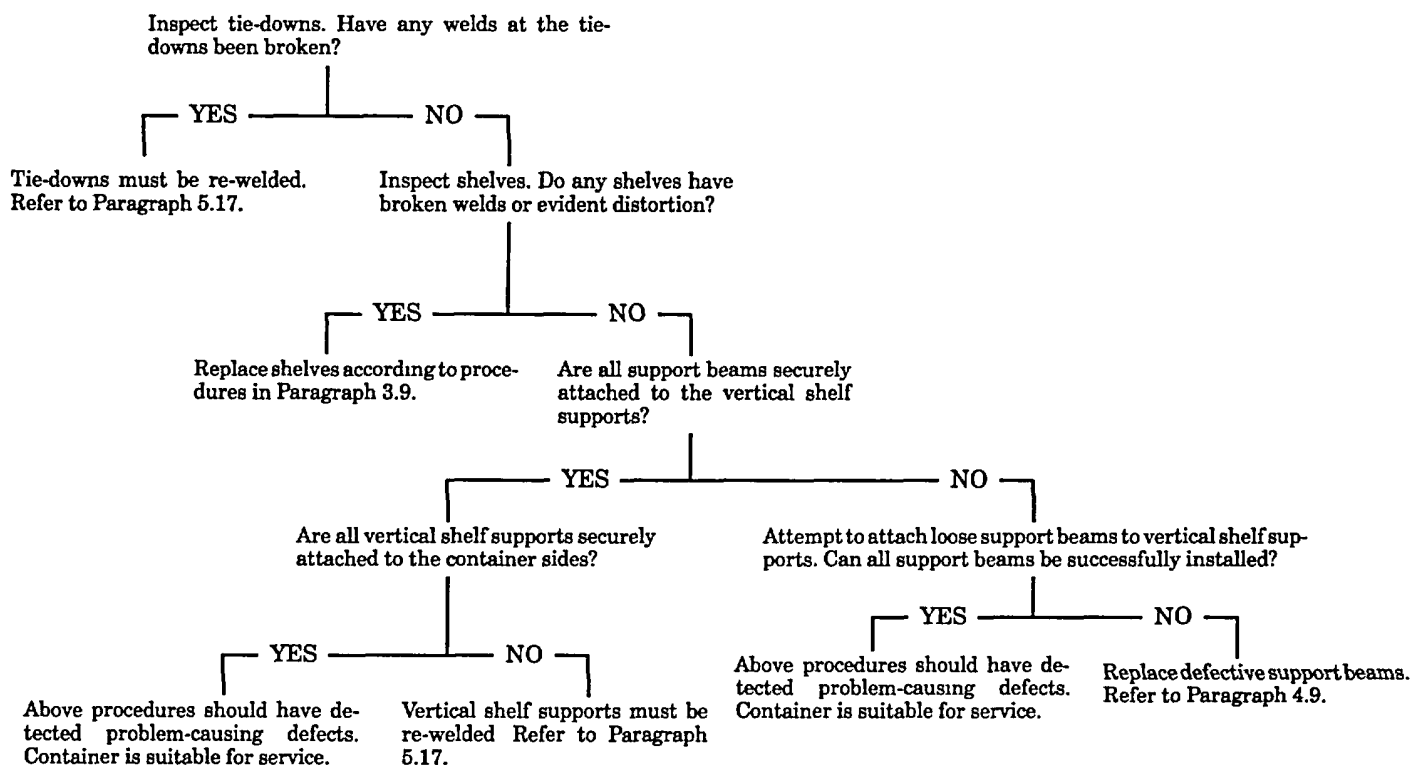 Inspect tie-downs. Have any welds at the tie-
downs been broken?
YES NO
Tie-downs must be re-welded.
Refer to Paragraph 5.17.
Inspect shelves. Do any shelves have
broken welds or evident distortion?
YES NO
Replace shelves according to proce-
dures in Paragraph 3.9.
Are all support beams securely
attached to the vertical shelf
supports?
YES NO
Are all vertical shelf supports securely
attached to the container sides?
Attempt to attach loose support beams to vertical shelf sup-
ports. Can all support beams be successfully installed?
YES NO
Above procedures should have de-
tected problem-causing defects.
Container is suitable for service.
Replace defective support beams.
Refer to Paragraph 4.9.
YES NO
Above procedures should have de-
tected problem-causing defects.
Container is suitable for service.
Vertical shelf supports must be
re-welded Refer to Paragraph
5.17.